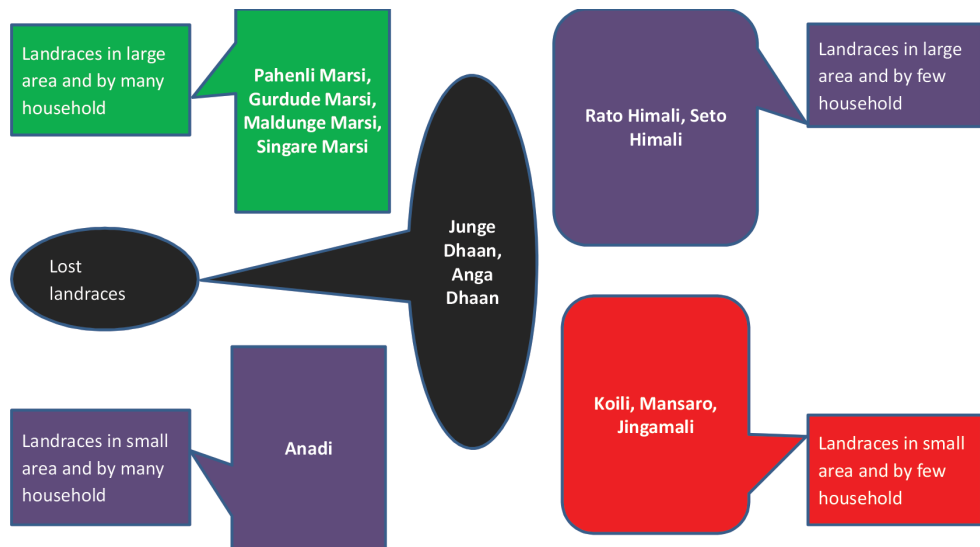 Landraces in large
area and by many
household
Pahenli Marsi,
Gurdude Marsi,
Maldunge Marsi,
Singare Marsi
Rato Himali, Seto
Himali
Landraces in large
area and by few
household
Lost
landraces
Junge
Dhaan,
Anga
Dhaan
Landraces in small
area and by many
household
Anadi
Koili, Mansaro,
Jingamali
Landraces in small
area and by few
household